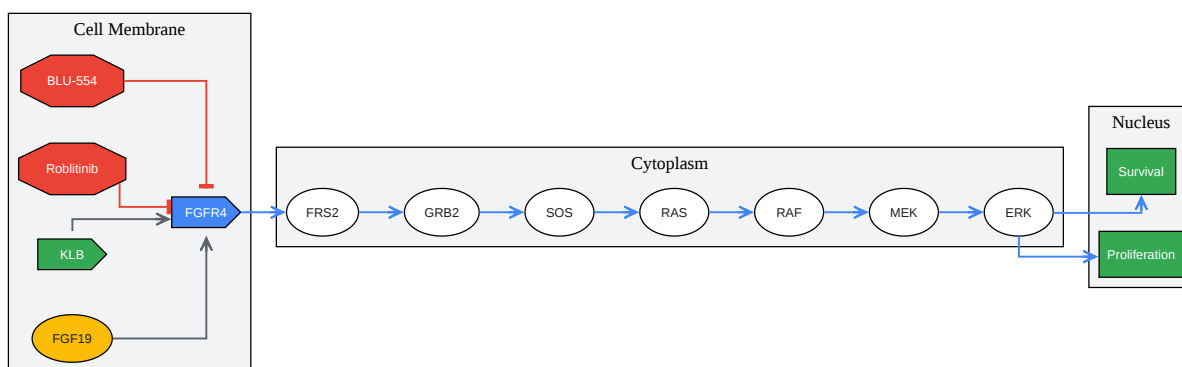 Cell Membrane
BLU-554
Roblitinib
FGFR4
KLB
FGF19
Cytoplasm
FRS2
GRB2
SOS
RAS
RAF
MEK
ERK
Nucleus
Survival
Proliferation